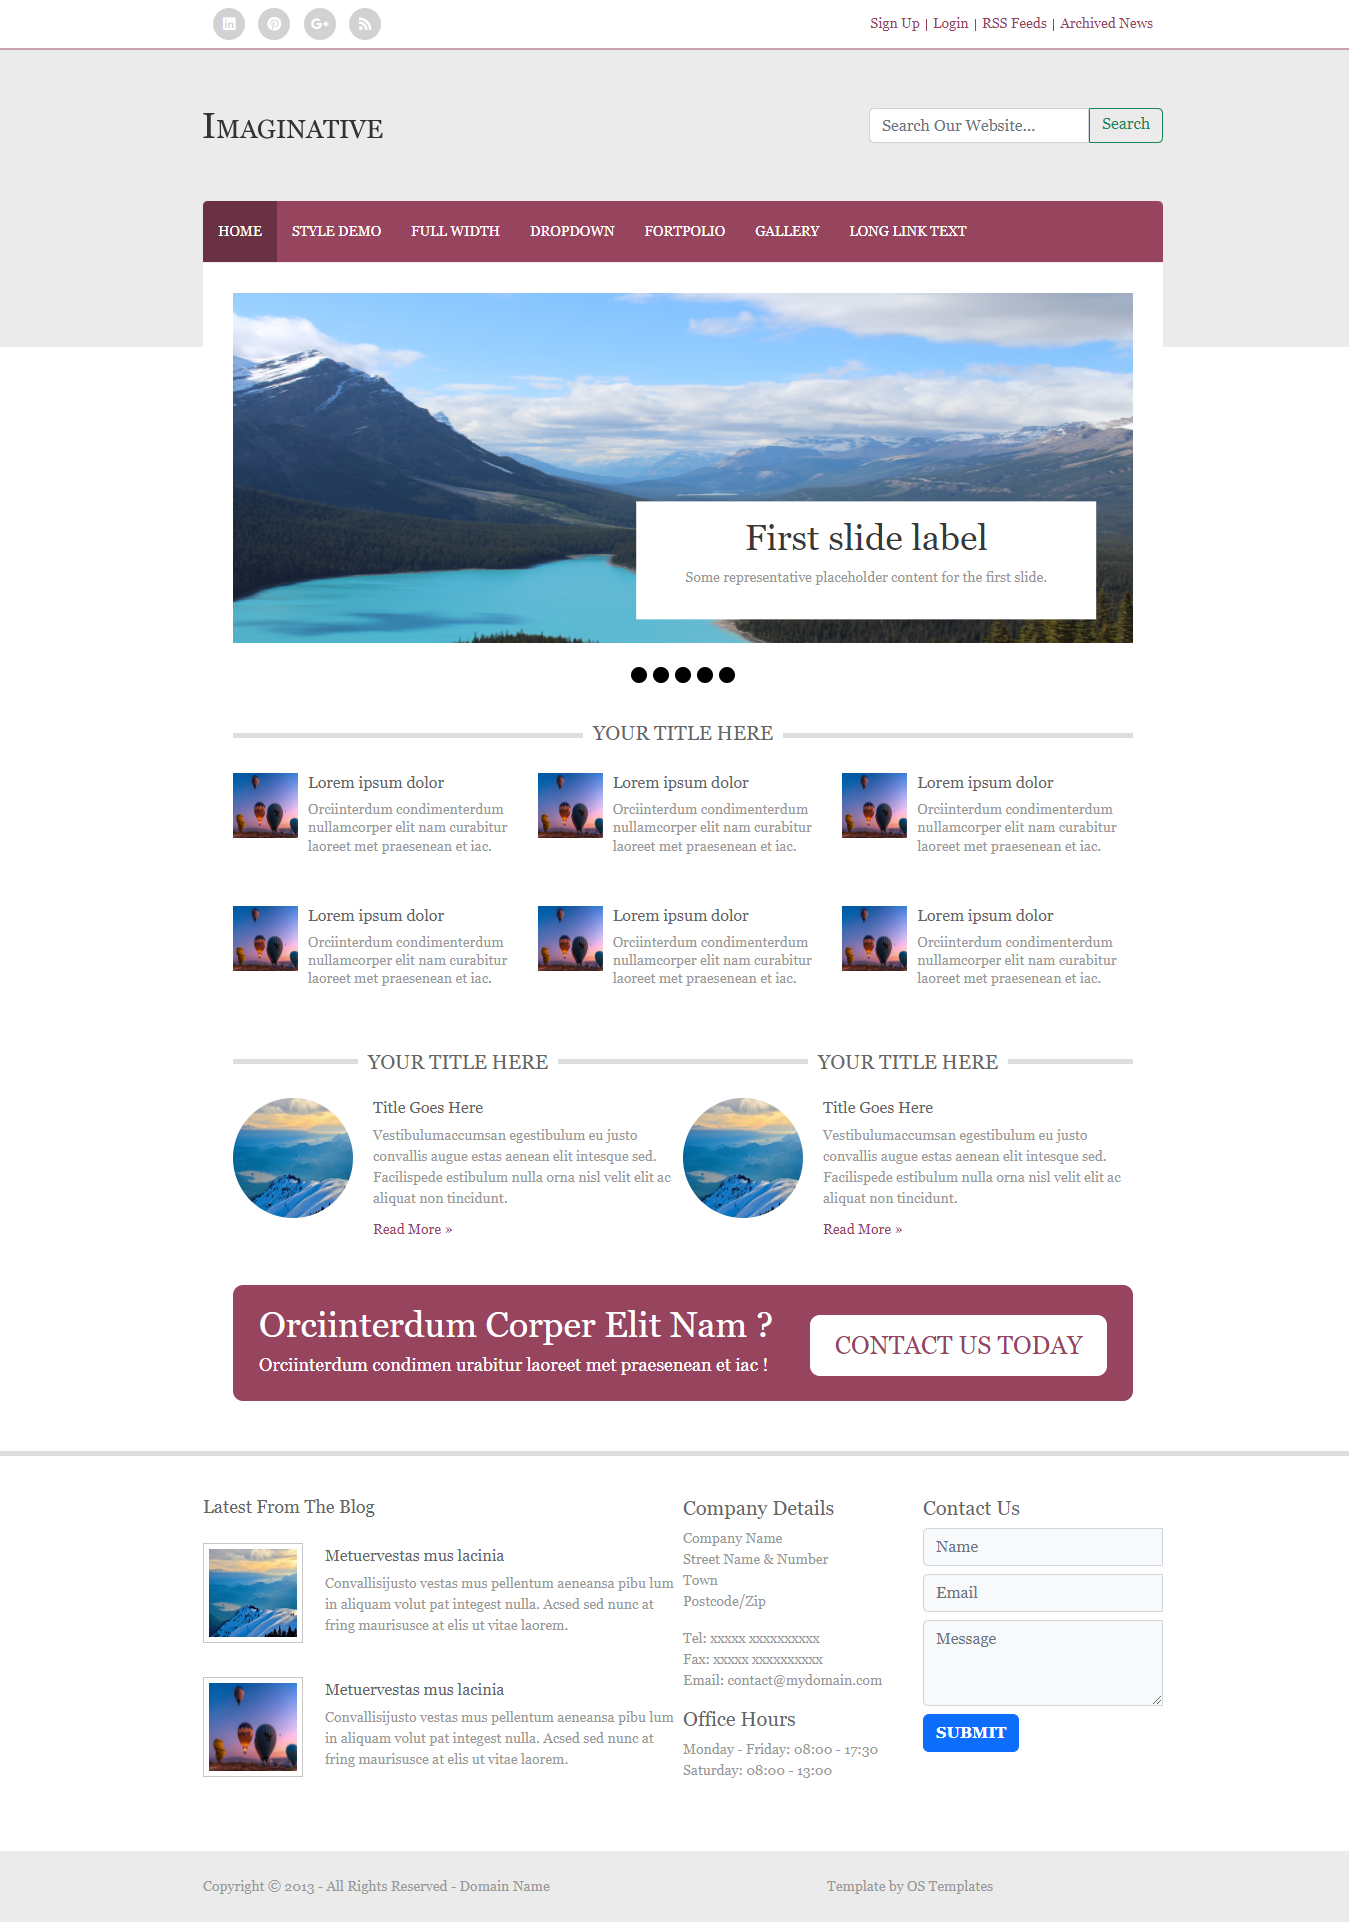 Sign Up | Login | RSS Feeds | Archived News
Imaginative
Search Our Website...
Search
HOME STYLE DEMO FULL WIDTH DROPDOWN FORTPOLIO GALLERY LONG LINK TEXT
First slide label
Some representative placeholder content for the first slide.
YOUR TITLE HERE
Lorem ipsum dolor
Orciinterdum condimenterdum
nullamcorper elit nam curabitur
laoreet met praesenean et iac.
Lorem ipsum dolor
Orciinterdum condimenterdum
nullamcorper elit nam curabitur
laoreet met praesenean et iac.
Lorem ipsum dolor
Orciinterdum condimenterdum
nullamcorper elit nam curabitur
laoreet met praesenean et iac.
Lorem ipsum dolor
Orciinterdum condimenterdum
nullamcorper elit nam curabitur
laoreet met praesenean et iac.
Lorem ipsum dolor
Orciinterdum condimenterdum
nullamcorper elit nam curabitur
laoreet met praesenean et iac.
Lorem ipsum dolor
Orciinterdum condimenterdum
nullamcorper elit nam curabitur
laoreet met praesenean et iac.
YOUR TITLE HERE
Title Goes Here
Vestibulumaccumsan egestibulum eu justo
convallis augue estas aenean elit intesque sed.
Facilispede estibulum nulla orna nisl velit elit ac
aliquat non tincidunt.
Read More »
YOUR TITLE HERE
Title Goes Here
Vestibulumaccumsan egestibulum eu justo
convallis augue estas aenean elit intesque sed.
Facilispede estibulum nulla orna nisl velit elit ac
aliquat non tincidunt.
Read More »
Orciinterdum Corper Elit Nam ?
Orciinterdum condimen urabitur laoreet met praesenean et iac !
CONTACT US TODAY
Latest From The Blog
Metuervestas mus lacinia
Convallisijusto vestas mus pellentum aeneansa pibu lum
in aliquam volut pat integest nulla. Acsed sed nunc at
fring maurisusce at elis ut vitae laorem.
Metuervestas mus lacinia
Convallisijusto vestas mus pellentum aeneansa pibu lum
in aliquam volut pat integest nulla. Acsed sed nunc at
fring maurisusce at elis ut vitae laorem.
Company Details
Company Name
Street Name & Number
Town
Postcode/Zip
Tel: xxxxx xxxxxxxxxx
Fax: xxxxx xxxxxxxxxx
Email: contact@mydomain.com
Office Hours
Monday - Friday: 08:00 - 17:30
Saturday: 08:00 - 13:00
Contact Us
Name
Email
Message
SUBMIT
Copyright © 2013 - All Rights Reserved - Domain Name
Template by OS Templates